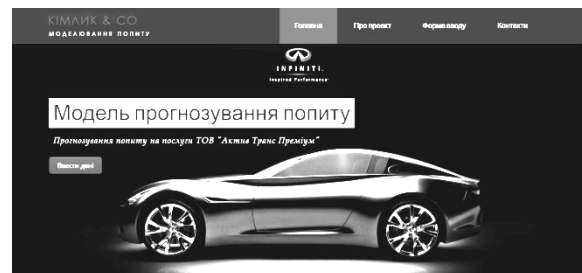 КІМЛИК & CO
МОДЕЛЮВАННЯ ПОПИТУ
Головна Про проект Форма вводу Контакти
INFINITI.
Inspired Performance
Модель прогнозування попиту
Прогнозування попиту на послуги ТОВ "Актив Транс Преміум"
Ввести дані